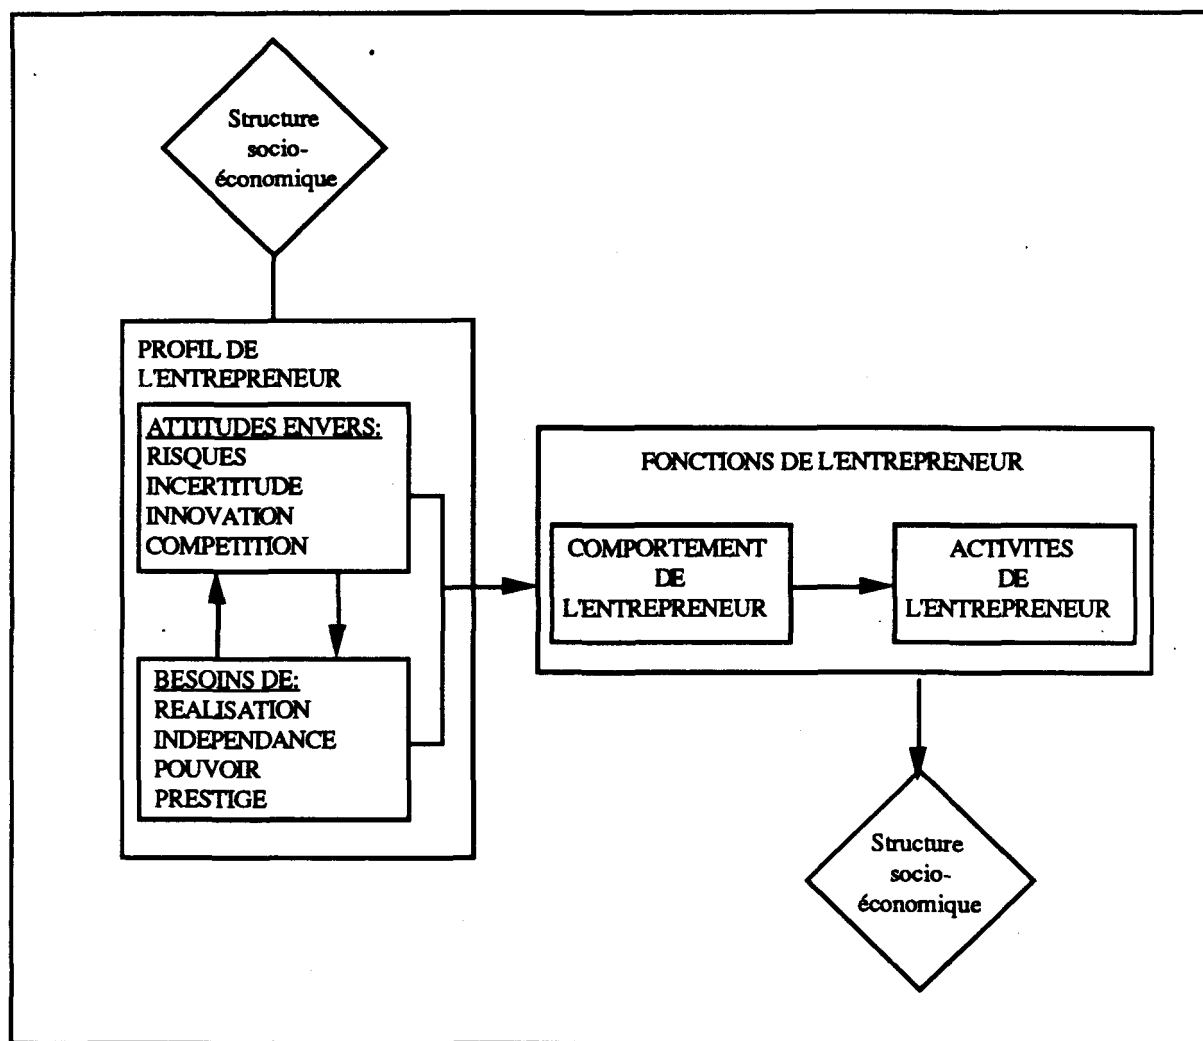 Structure
socio-
économique
PROFIL DE
L'ENTREPRENEUR
ATTITUDES ENVERS:
RISQUES
INCERTITUDE
INNOVATION
COMPETITION
BESOINS DE:
REALISATION
INDEPENDANCE
POUVOIR
PRESTIGE
FONCTIONS DE L'ENTREPRENEUR
COMPORTEMENT
DE
L'ENTREPRENEUR
ACTIVITES
DE
L'ENTREPRENEUR
Structure
socio-
économique